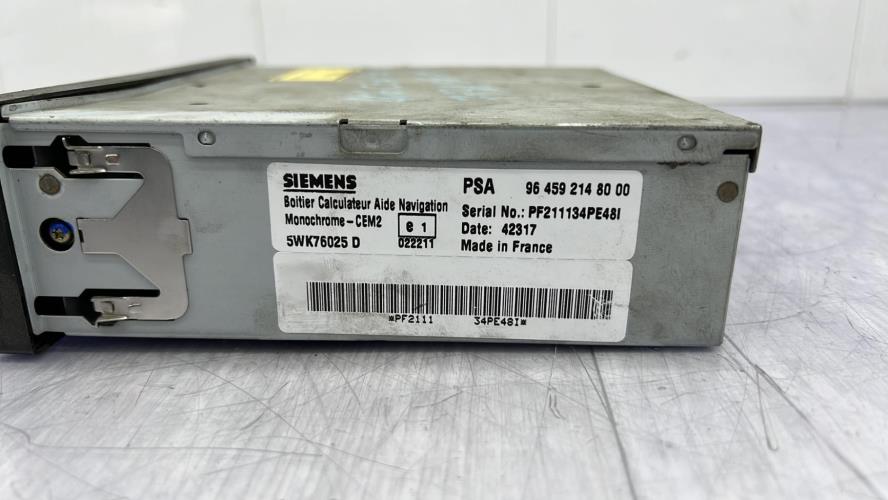 SIEMENS
Boitier Calculateur Aide Navigation
Monochrome-CEM2
e 1
5WK76025 D
022211
PSA 96 459 214 80 00
Serial No.: PF211134PE48I
Date: 42317
Made in France
*PF2111 34PE48I*